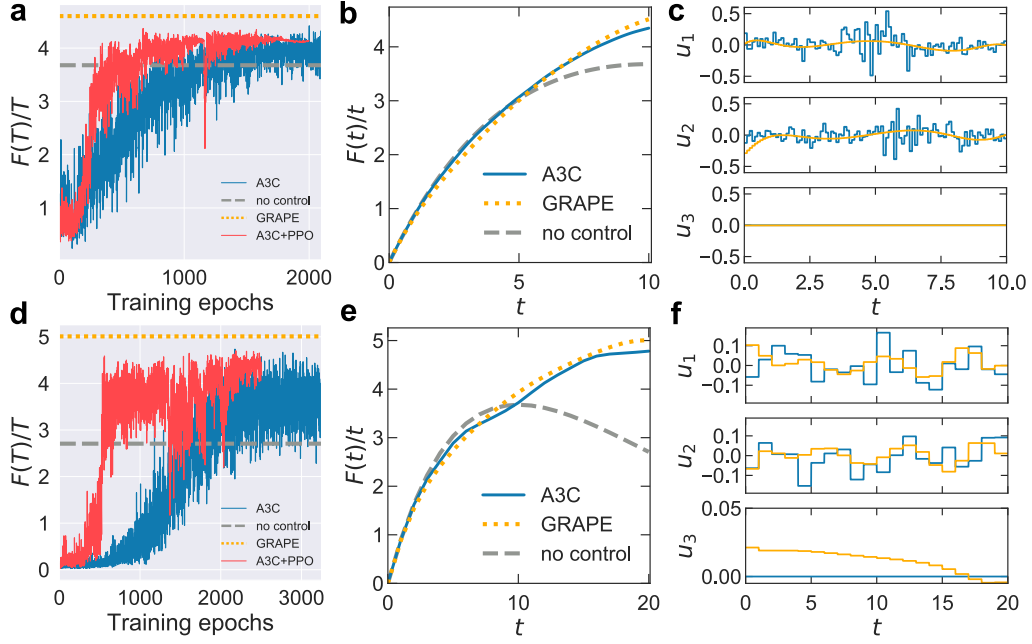 a
F(T)/T
4
3
2
1
A3C
no control
GRAPE
A3C+PPO
0
1000
2000
Training epochs
b
F(t)/t
5
4
3
2
1
0
A3C
GRAPE
no control
0
5
10
t
c
u1
0.5
0.0
−0.5
u2
0.5
0.0
−0.5
u3
0.5
0.0
−0.5
0.0
2.5
5.0
7.5
10.0
t
d
F(T)/T
5
4
3
2
1
0
A3C
no control
GRAPE
A3C+PPO
0
1000
2000
3000
Training epochs
e
F(t)/t
5
4
3
2
1
0
A3C
GRAPE
no control
0
10
20
t
f
u1
0.1
0.0
−0.1
u2
0.1
0.0
−0.1
u3
0.05
0.00
0
5
10
15
20
t